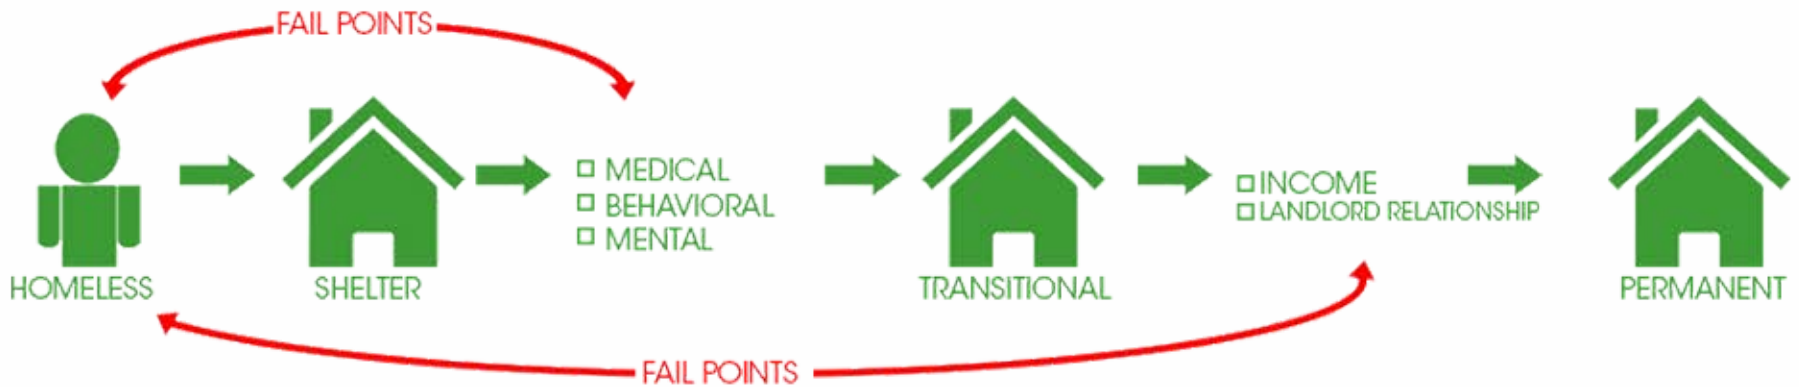 FAIL POINTS
MEDICAL
BEHAVIORAL
MENTAL
INCOME
LANDLORD RELATIONSHIP
HOMELESS
SHELTER
TRANSITIONAL
PERMANENT
FAIL POINTS